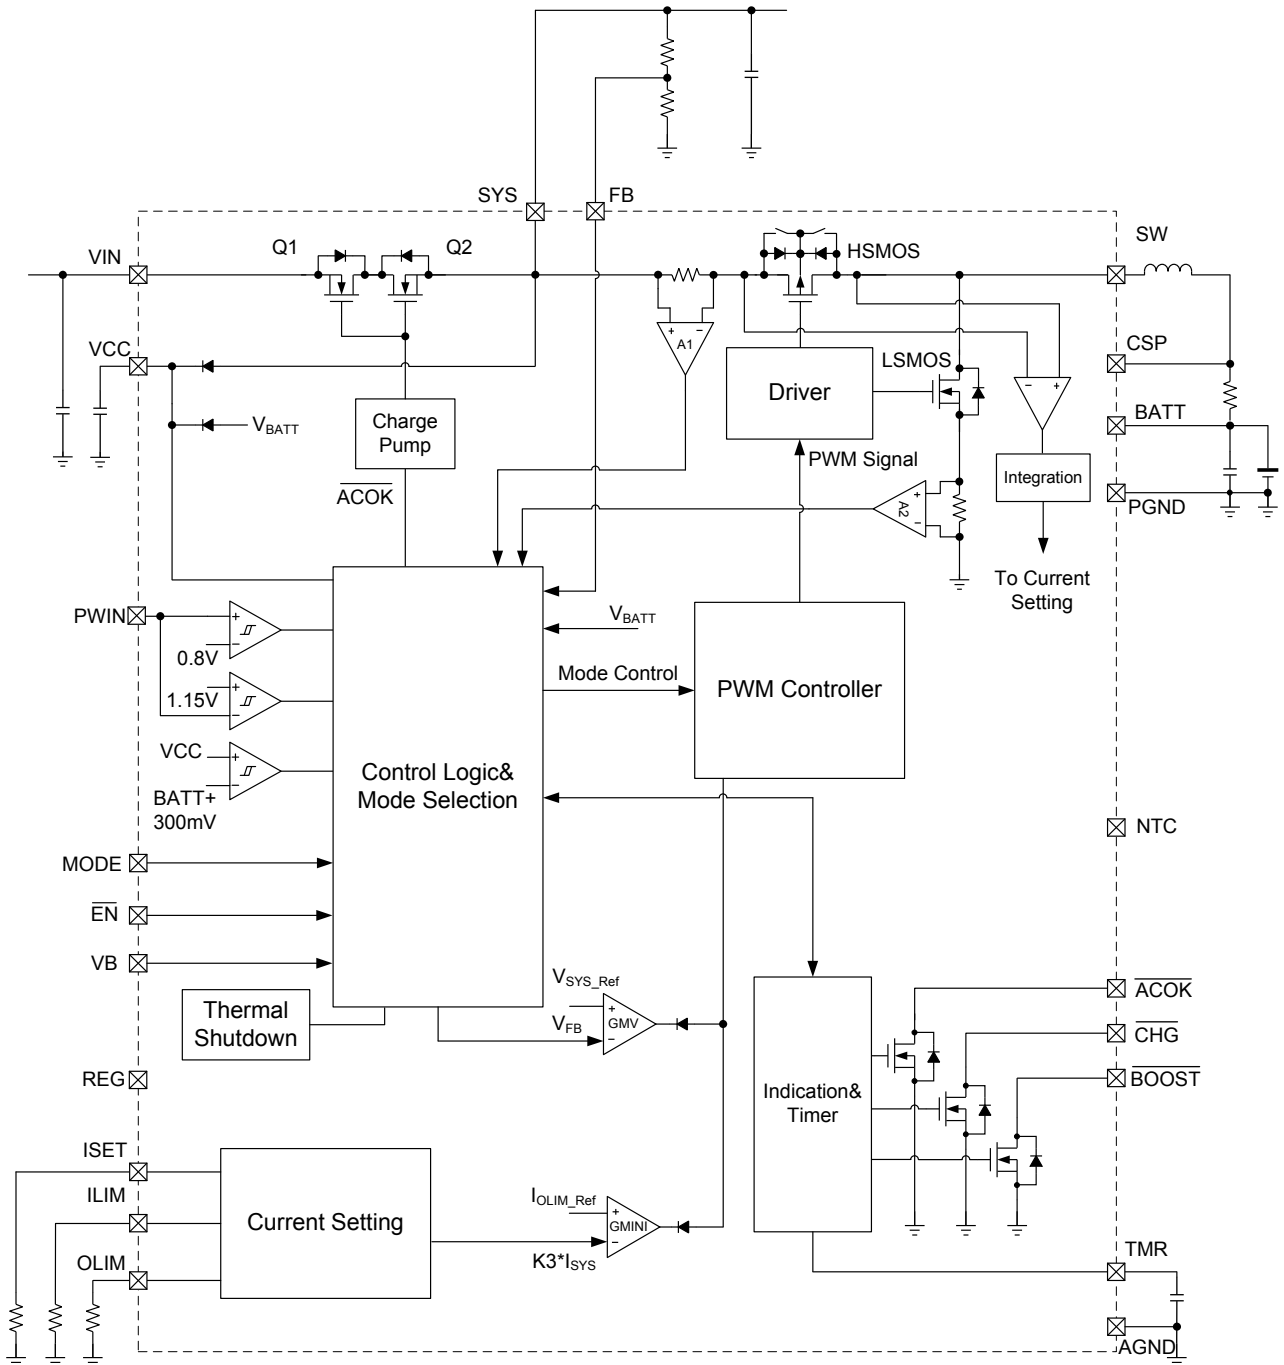 SYS
FB
SW
VIN
Q1
Q2
HSMOS
CSP
VCC
A1
LSMOS
+
−
Driver
BATT
V_BATT
Charge
Pump
PWM Signal
Integration
ACOK
A2
+
−
PGND
To Current
Setting
PWIN
+
−
0.8V
V_BATT
Mode Control
PWM Controller
1.15V
+
−
VCC
+
−
BATT+
300mV
Control Logic&
Mode Selection
NTC
MODE
EN
VB
Thermal
Shutdown
V_SYS_Ref
+
GMV
V_FB
−
ACOK
CHG
BOOST
REG
Indication&
Timer
ISET
ILIM
OLIM
Current Setting
I_OLIM_Ref
+
GMINI
−
K3*I_SYS
TMR
AGND